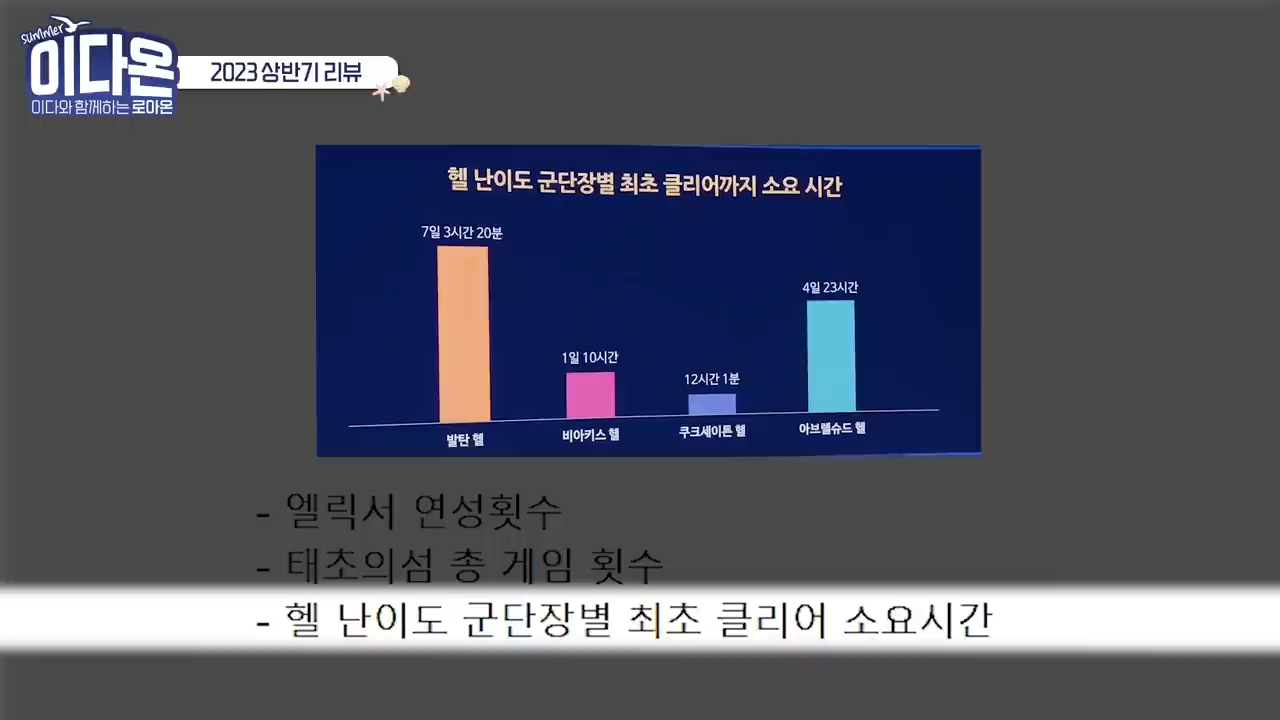 summer
이다온
이다와 함께하는 로아온
2023 상반기 리뷰
헬 난이도 군단장별 최초 클리어까지 소요 시간
7일 3시간 20분
1일 10시간
12시간 1분
4일 23시간
발탄 헬
비아키스 헬
쿠크세이튼 헬
아브렐슈드 헬
- 엘릭서 연성횟수
- 태초의섬 총 게임 횟수
- 헬 난이도 군단장별 최초 클리어 소요시간